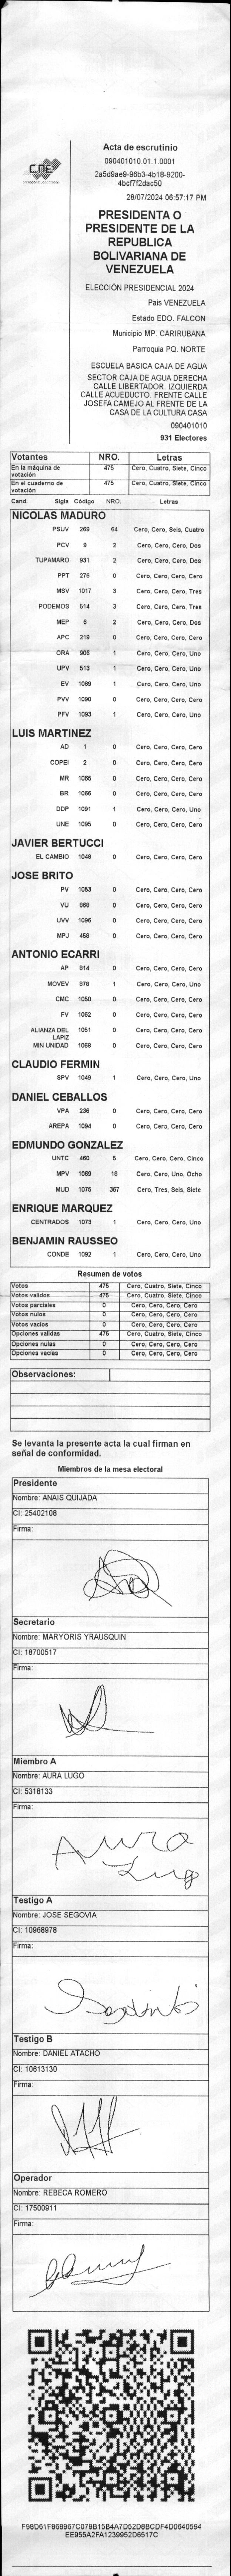 Acta de escrutinio
CNE
090401010.01.1.0001
2a5d9ae9-86b3-4b18-9200-
4bcf7f2dac50
28/07/2024 06:57:17 PM
PRESIDENTA O
PRESIDENTE DE LA
REPUBLICA
BOLIVARIANA DE
VENEZUELA
ELECCIÓN PRESIDENCIAL 2024
Pais VENEZUELA
Estado EDO. FALCON
Municipio MP. CARIRUBANA
Parroquia PQ. NORTE
ESCUELA BASICA CAJA DE AGUA
SECTOR CAJA DE AGUA DERECHA
CALLE LIBERTADOR. IZQUIERDA
CALLE ACUEDUCTO. FRENTE CALLE
JOSEFA CAMEJO AL FRENTE DE LA
CASA DE LA CULTURA CASA
090401010
931 Electores
Votantes NRO. Letras
En la máquina de votación 475 Cero, Cuatro, Siete, Cinco
En el cuaderno de votación 475 Cero, Cuatro, Siete, Cinco
Cand. Sigla Código NRO. Letras
NICOLAS MADURO
PSUV 269 64 Cero, Cero, Seis, Cuatro
PCV 9 2 Cero, Cero, Cero, Dos
TUPAMARO 931 2 Cero, Cero, Cero, Dos
PPT 276 0 Cero, Cero, Cero, Cero
MSV 1017 3 Cero, Cero, Cero, Tres
PODEMOS 514 3 Cero, Cero, Cero, Tres
MEP 6 2 Cero, Cero, Cero, Dos
APC 219 0 Cero, Cero, Cero, Cero
ORA 906 1 Cero, Cero, Cero, Uno
UPV 513 1 Cero, Cero, Cero, Uno
EV 1089 1 Cero, Cero, Cero, Uno
PVV 1090 0 Cero, Cero, Cero, Cero
PFV 1093 1 Cero, Cero, Cero, Uno
LUIS MARTINEZ
AD 1 0 Cero, Cero, Cero, Cero
COPEI 2 0 Cero, Cero, Cero, Cero
MR 1065 0 Cero, Cero, Cero, Cero
BR 1066 0 Cero, Cero, Cero, Cero
DDP 1091 1 Cero, Cero, Cero, Uno
UNE 1095 0 Cero, Cero, Cero, Cero
JAVIER BERTUCCI
EL CAMBIO 1048 0 Cero, Cero, Cero, Cero
JOSE BRITO
PV 1053 0 Cero, Cero, Cero, Cero
VU 868 0 Cero, Cero, Cero, Cero
UVV 1096 0 Cero, Cero, Cero, Cero
MPJ 458 0 Cero, Cero, Cero, Cero
ANTONIO ECARRI
AP 814 0 Cero, Cero, Cero, Cero
MOVEV 878 1 Cero, Cero, Cero, Uno
CMC 1050 0 Cero, Cero, Cero, Cero
FV 1062 0 Cero, Cero, Cero, Cero
ALIANZA DEL LAPIZ 1051 0 Cero, Cero, Cero, Cero
MIN UNIDAD 1068 0 Cero, Cero, Cero, Cero
CLAUDIO FERMIN
SPV 1049 1 Cero, Cero, Cero, Uno
DANIEL CEBALLOS
VPA 236 0 Cero, Cero, Cero, Cero
AREPA 1094 0 Cero, Cero, Cero, Cero
EDMUNDO GONZALEZ
UNTC 460 5 Cero, Cero, Cero, Cinco
MPV 1069 18 Cero, Cero, Uno, Ocho
MUD 1075 367 Cero, Tres, Seis, Siete
ENRIQUE MARQUEZ
CENTRADOS 1073 1 Cero, Cero, Cero, Uno
BENJAMIN RAUSSEO
CONDE 1092 1 Cero, Cero, Cero, Uno
Resumen de votos
Votos 475 Cero, Cuatro, Siete, Cinco
Votos validos 475 Cero, Cuatro, Siete, Cinco
Votos parciales 0 Cero, Cero, Cero, Cero
Votos nulos 0 Cero, Cero, Cero, Cero
Votos vacios 0 Cero, Cero, Cero, Cero
Opciones validas 475 Cero, Cuatro, Siete, Cinco
Opciones nulas 0 Cero, Cero, Cero, Cero
Opciones vacias 0 Cero, Cero, Cero, Cero
Observaciones:
Se levanta la presente acta la cual firman en
señal de conformidad.
Miembros de la mesa electoral
Presidente
Nombre: ANAIS QUIJADA
CI: 25402108
Firma:
Secretario
Nombre: MARYORIS YRAUSQUIN
CI: 18700517
Firma:
Miembro A
Nombre: AURA LUGO
CI: 5318133
Firma:
Aura
Lug
Testigo A
Nombre: JOSE SEGOVIA
CI: 10968978
Firma:
Testigo B
Nombre: DANIEL ATACHO
CI: 10613130
Firma:
Operador
Nombre: REBECA ROMERO
CI: 17500911
Firma:
F98D61F868967C079B15B4A7D52D8BCDF4D0640594
EE955A2FA1239952D6517C